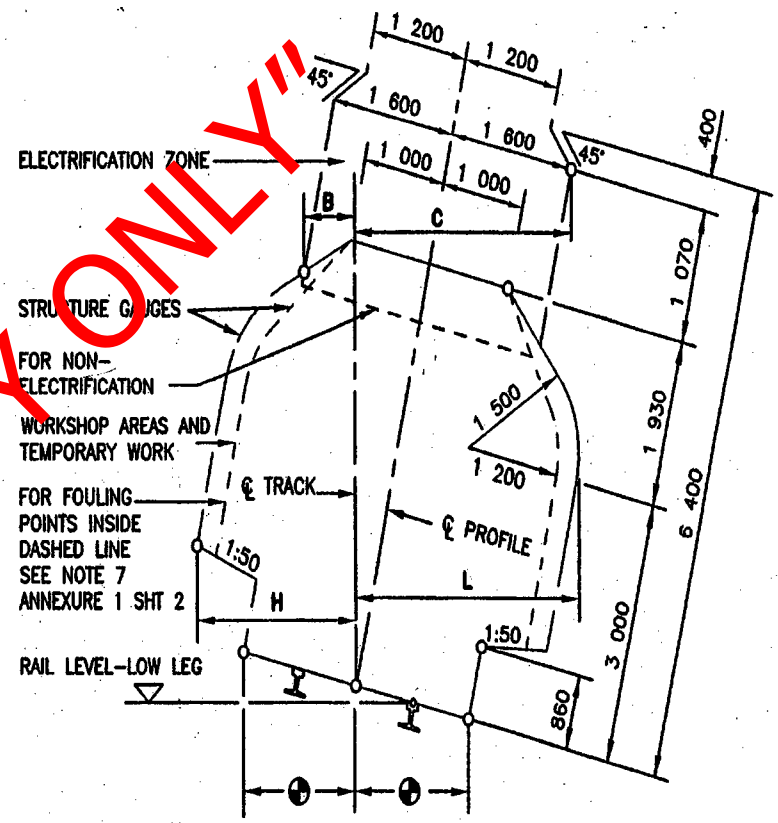 1 200
1 200
45°
1 600
1 600
45°
400
ELECTRIFICATION ZONE
1 000
1 000
B
C
1 070
STRUCTURE GAUGES
FOR NON-
ELECTRIFICATION
1 500
1 930
WORKSHOP AREAS AND
TEMPORARY WORK
1 200
6 400
℄ TRACK
FOR FOULING
POINTS INSIDE
DASHED LINE
SEE NOTE 7
ANNEXURE 1 SHT 2
℄ PROFILE
1:50
H
L
1:50
3 000
RAIL LEVEL-LOW LEG
860
Y ONLY"